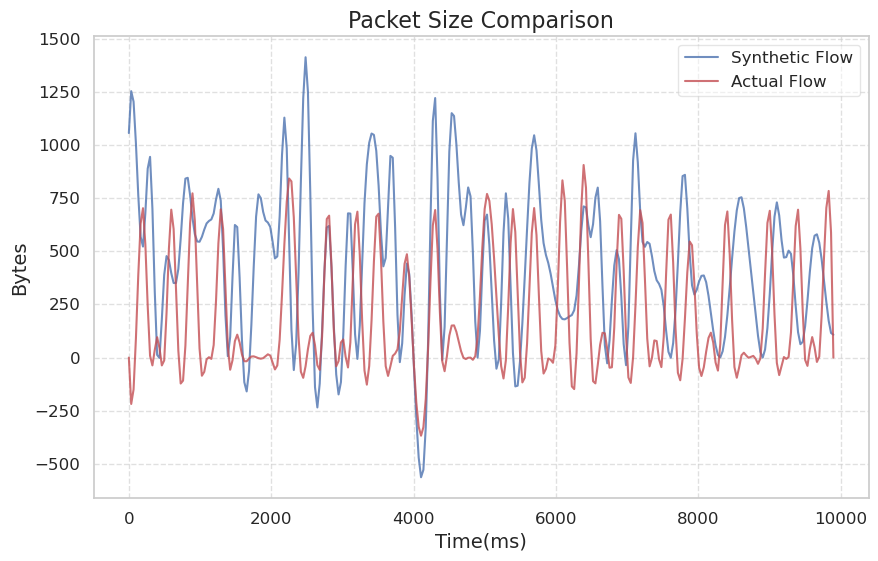 Packet Size Comparison
1500
1250
1000
750
500
250
0
−250
−500
Bytes
Synthetic Flow
Actual Flow
0 2000 4000 6000 8000 10000
Time(ms)